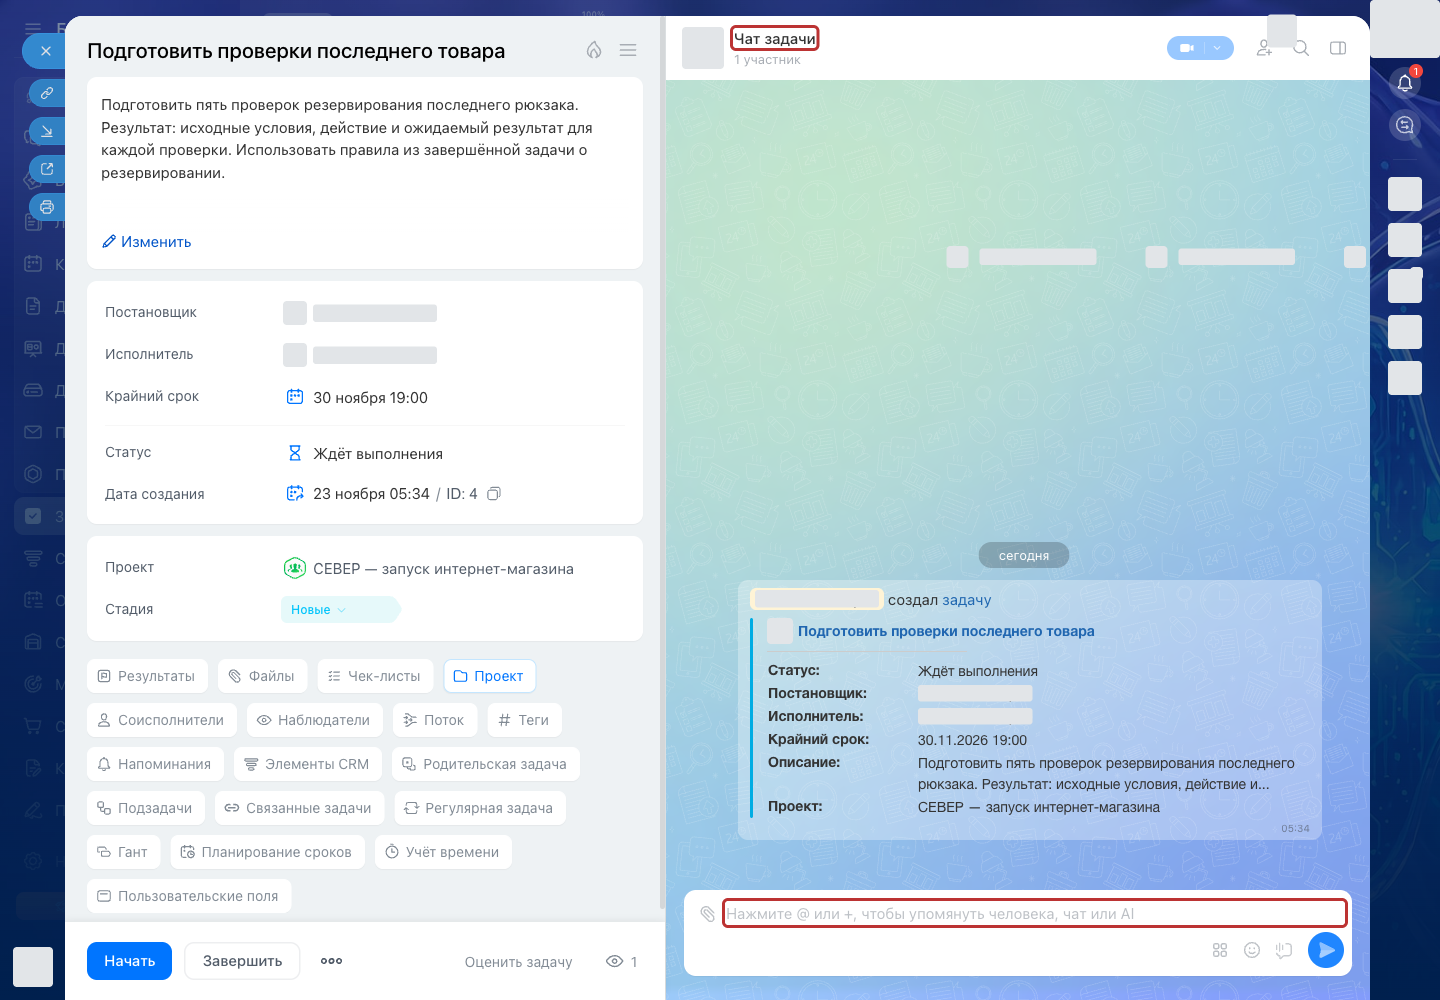 100%
Подготовить проверки последнего товара
Подготовить пять проверок резервирования последнего рюкзака.
Результат: исходные условия, действие и ожидаемый результат для
каждой проверки. Использовать правила из завершённой задачи о
резервировании.
Изменить
Постановщик
Исполнитель
Крайний срок
30 ноября 19:00
Статус
Ждёт выполнения
Дата создания
23 ноября 05:34 / ID: 4
Проект
СЕВЕР — запуск интернет-магазина
Стадия
Новые
Результаты
Файлы
Чек-листы
Проект
Соисполнители
Наблюдатели
Поток
Теги
Напоминания
Элементы CRM
Родительская задача
Подзадачи
Связанные задачи
Регулярная задача
Гант
Планирование сроков
Учёт времени
Пользовательские поля
Начать
Завершить
Оценить задачу
1
Чат задачи
1 участник
сегодня
создал задачу
Подготовить проверки последнего товара
Статус:
Ждёт выполнения
Постановщик:
Исполнитель:
Крайний срок:
30.11.2026 19:00
Описание:
Подготовить пять проверок резервирования последнего
рюкзака. Результат: исходные условия, действие и...
Проект:
СЕВЕР — запуск интернет-магазина
05:34
Нажмите @ или +, чтобы упомянуть человека, чат или AI
1